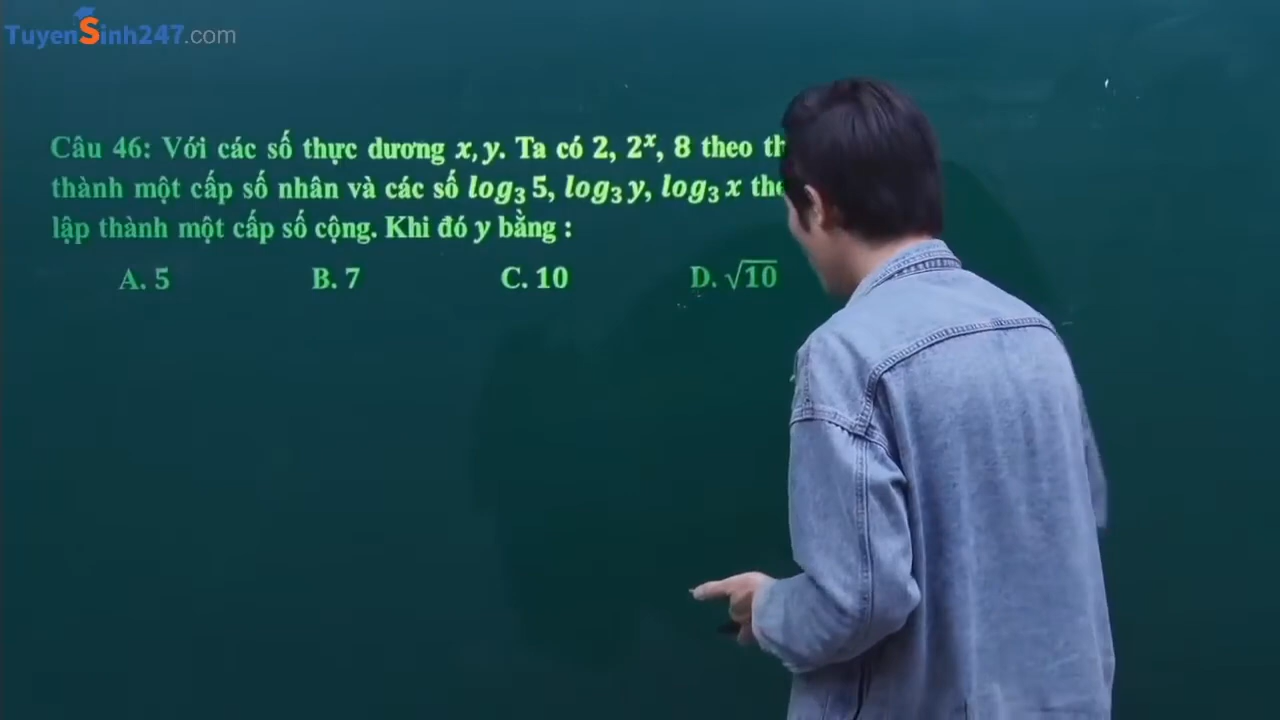 TuyenSinh247.com
Câu 46: Với các số thực dương x, y. Ta có 2, 2ˣ, 8 theo
thành một cấp số nhân và các số log₃ 5, log₃ y, log₃ x
lập thành một cấp số cộng. Khi đó y bằng :
A. 5 B. 7 C. 10 D. √10